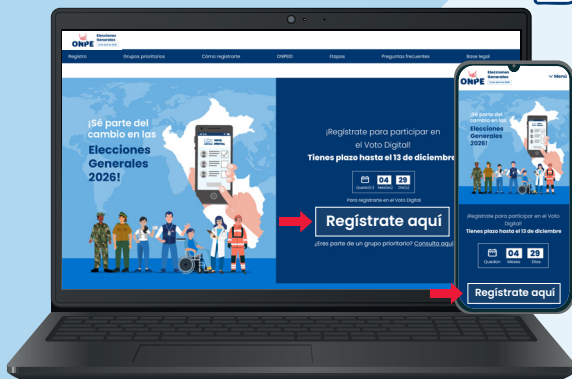 ONPE
Elecciones
Generales
Registro Grupos prioritarios Cómo registrarte ONPEID Etapas Preguntas frecuentes Base legal
¡Sé parte del
cambio en las
Elecciones
Generales
2026!
¡Regístrate para participar en
el Voto Digital!
Tienes plazo hasta el 13 de diciembre
04 29
Quedan(n) Mes(es) Día(s)
Para registrarte en el Voto Digital
Regístrate aquí
¿Eres parte de un grupo prioritario? Consulta aquí
ONPE
Elecciones
Generales
Menú
¡Sé parte del
cambio en las
Elecciones
Generales
2026!
¡Regístrate para participar en el Voto
Digital!
Tienes plazo hasta el 13 de diciembre
04 29
Quedan Meses Días
Regístrate aquí